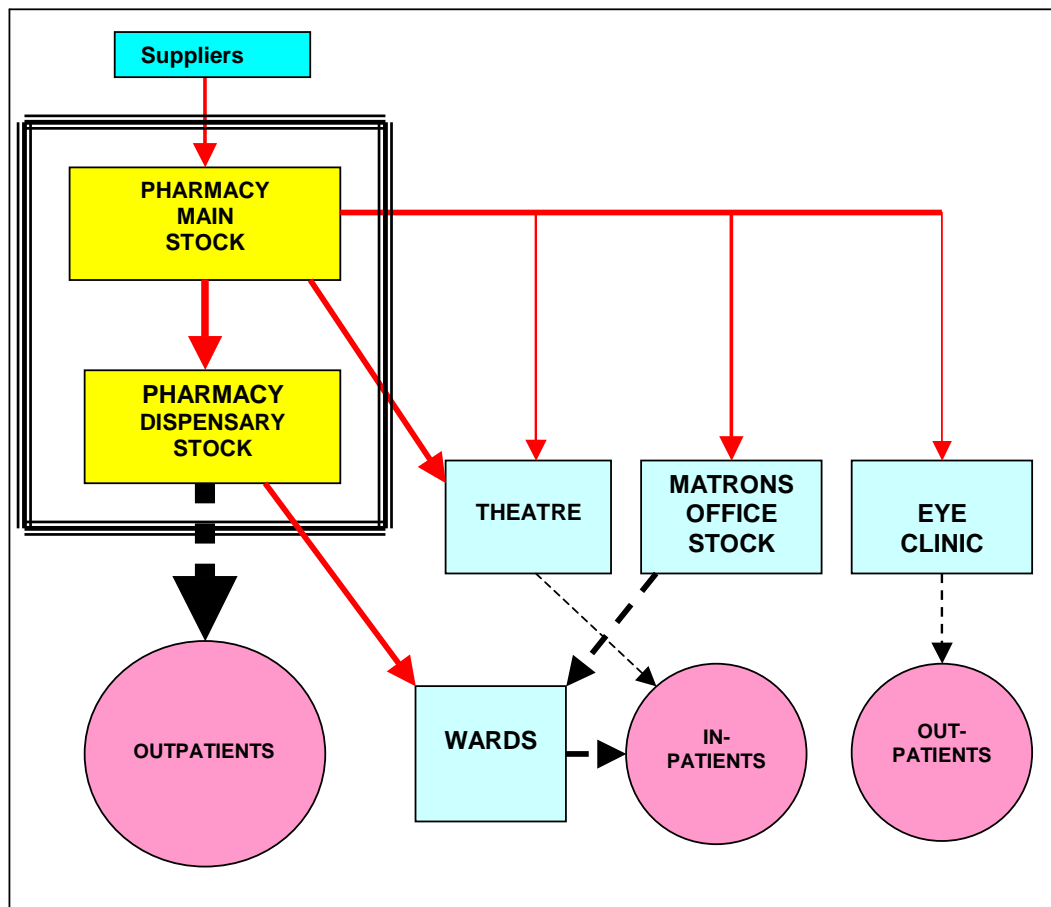 Suppliers
PHARMACY
MAIN
STOCK
PHARMACY
DISPENSARY
STOCK
THEATRE
MATRONS
OFFICE
STOCK
EYE
CLINIC
OUTPATIENTS
WARDS
IN-
PATIENTS
OUT-
PATIENTS